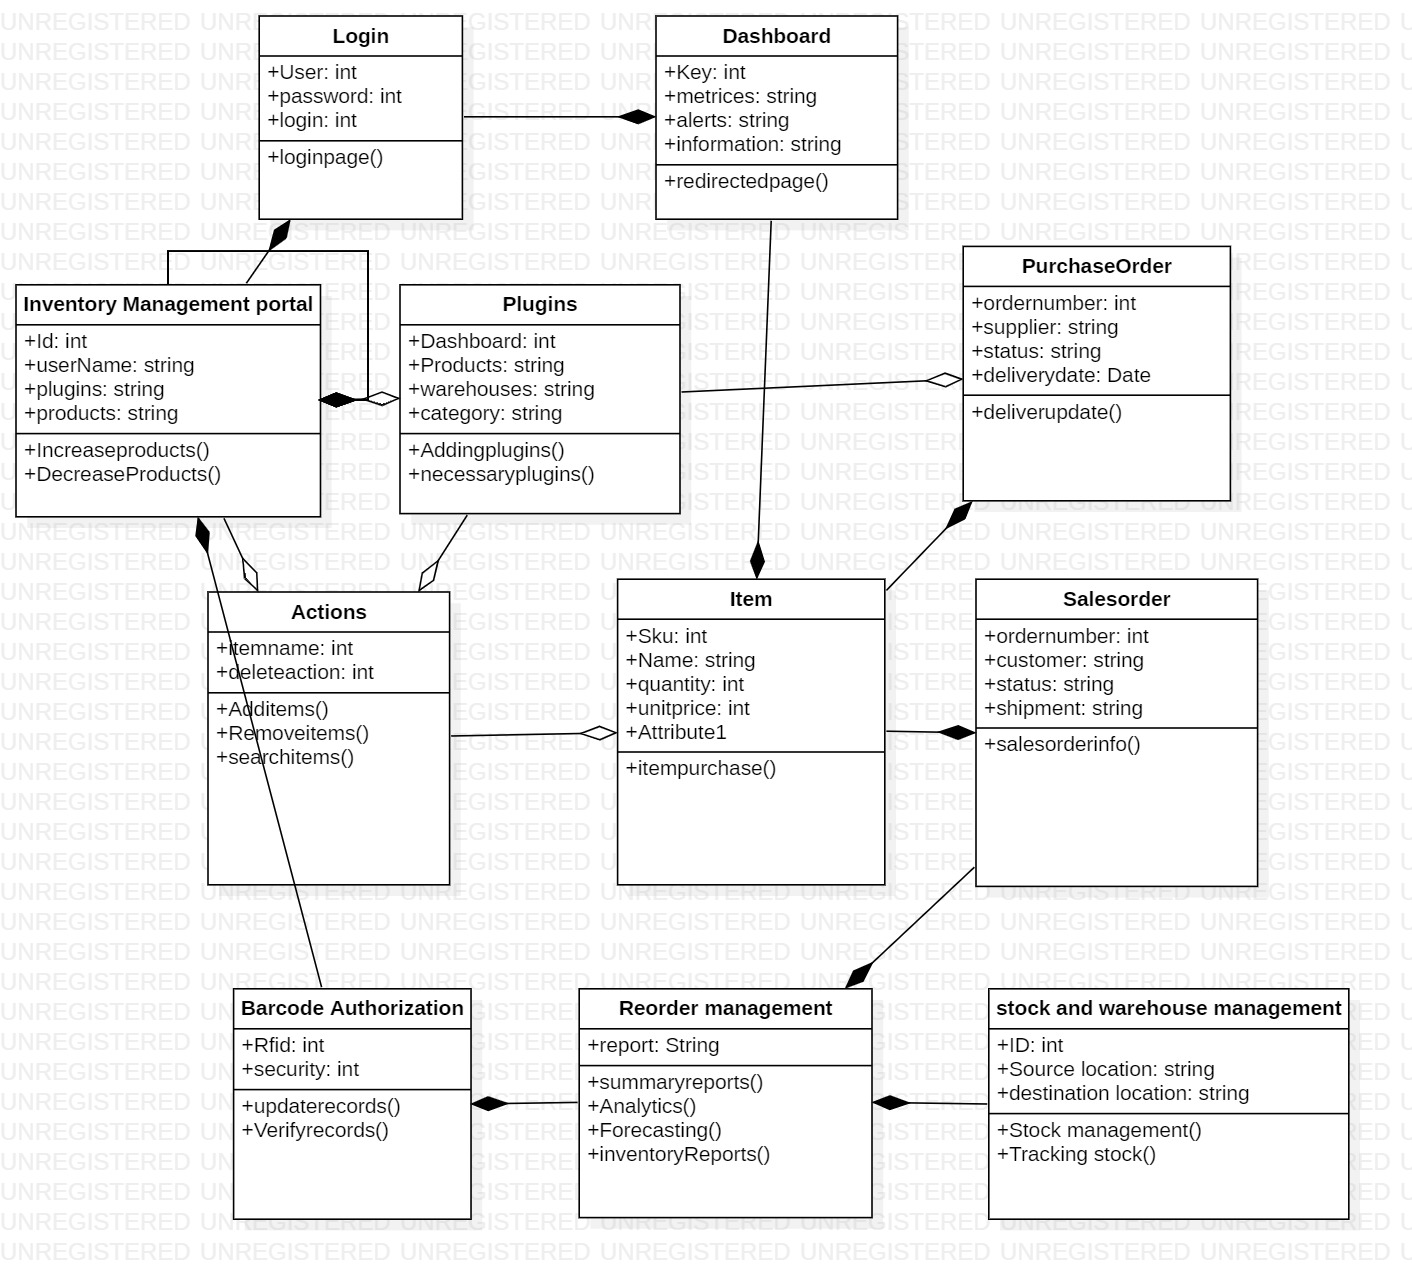 Login
+User: int
+password: int
+login: int
+loginpage()
Dashboard
+Key: int
+metrices: string
+alerts: string
+information: string
+redirectedpage()
Inventory Management portal
+Id: int
+userName: string
+plugins: string
+products: string
+Increaseproducts()
+DecreaseProducts()
Plugins
+Dashboard: int
+Products: string
+warehouses: string
+category: string
+Addingplugins()
+necessaryplugins()
PurchaseOrder
+ordernumber: int
+supplier: string
+status: string
+deliverydate: Date
+deliverupdate()
Actions
+itemname: int
+deleteaction: int
+Additems()
+Removeitems()
+searchitems()
Item
+Sku: int
+Name: string
+quantity: int
+unitprice: int
+Attribute1
+itempurchase()
Salesorder
+ordernumber: int
+customer: string
+status: string
+shipment: string
+salesorderinfo()
Barcode Authorization
+Rfid: int
+security: int
+updaterecords()
+Verifyrecords()
Reorder management
+report: String
+summaryreports()
+Analytics()
+Forecasting()
+inventoryReports()
stock and warehouse management
+ID: int
+Source location: string
+destination location: string
+Stock management()
+Tracking stock()
UNREGISTERED